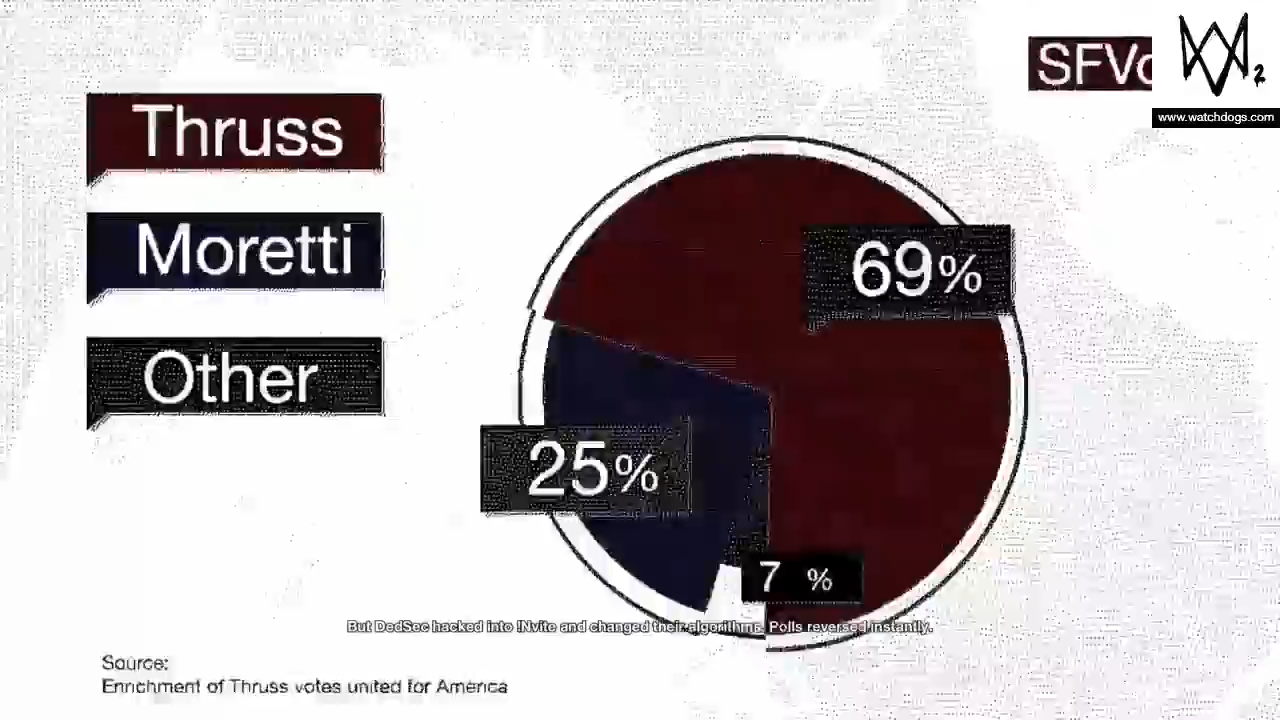 SFVo
2
www.watchdogs.com
Thruss
Moretti
Other
69%
25%
7 %
But DedSec hacked into !Nvite and changed their algorithms. Polls reversed instantly.
Source:
Enrichment of Thruss votes united for America